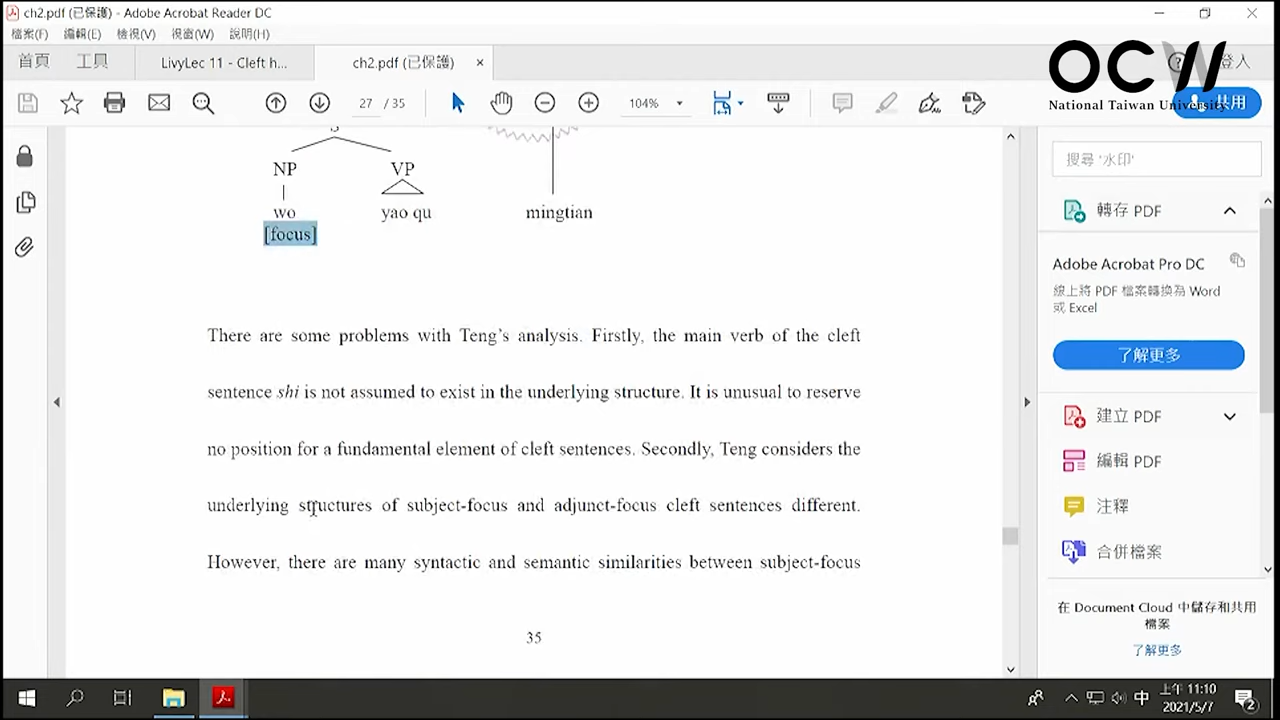 ch2.pdf (已保護) - Adobe Acrobat Reader DC
檔案(F) 編輯(E) 檢視(V) 視窗(W) 說明(H)
首頁 工具 LivyLec 11 - Cleft h... ch2.pdf (已保護) × 登入
OCW
National Taiwan University
27 / 35 104% 共用
S
NP VP
wo yao qu mingtian
[focus]
There are some problems with Teng's analysis. Firstly, the main verb of the cleft
sentence shi is not assumed to exist in the underlying structure. It is unusual to reserve
no position for a fundamental element of cleft sentences. Secondly, Teng considers the
underlying structures of subject-focus and adjunct-focus cleft sentences different.
However, there are many syntactic and semantic similarities between subject-focus
35
搜尋 '水印'
轉存 PDF
Adobe Acrobat Pro DC
線上將 PDF 檔案轉換為 Word
或 Excel
了解更多
建立 PDF
編輯 PDF
注釋
合併檔案
在 Document Cloud 中儲存和共用
檔案
了解更多
中 上午 11:10
2021/5/7
2